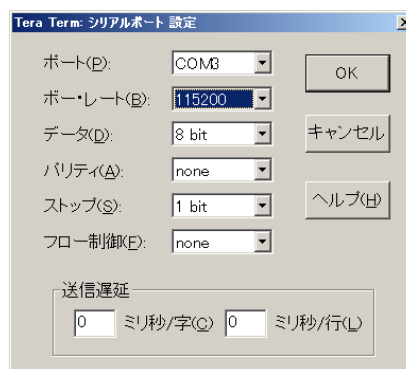 Tera Term: シリアルポート 設定
ポート(P): COM3 OK
ボー・レート(B): 115200
データ(D): 8 bit キャンセル
パリティ(A): none
ストップ(S): 1 bit ヘルプ(H)
フロー制御(F): none
送信遅延
0 ミリ秒/字(C) 0 ミリ秒/行(L)